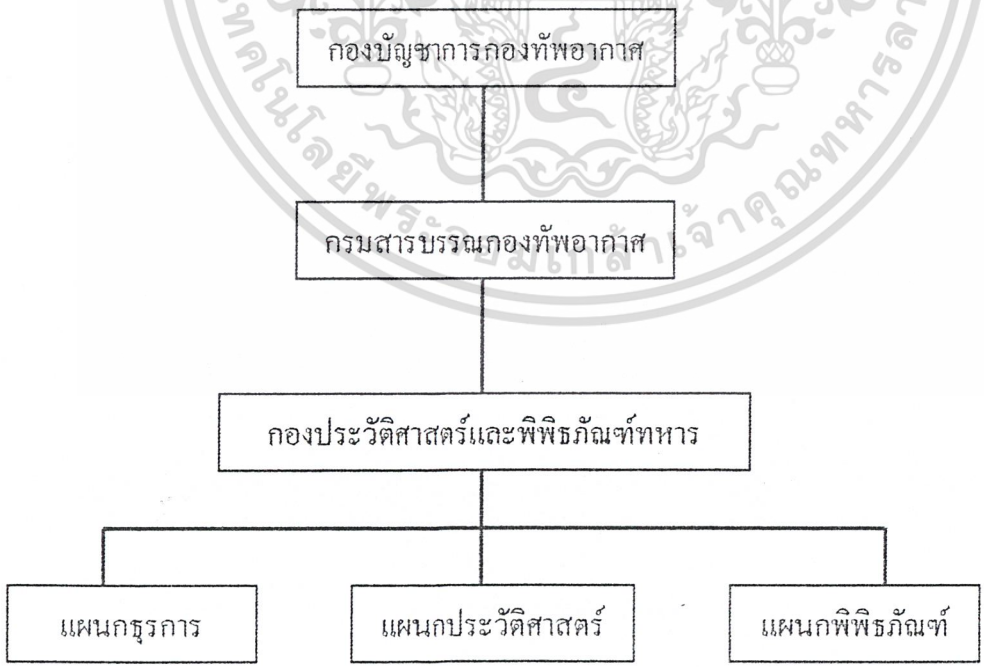 กองบัญชาการกองทัพอากาศ
กรมสารบรรณกองทัพอากาศ
กองประวัติศาสตร์และพิพิธภัณฑ์ทหาร
แผนกธุรการ
แผนกประวัติศาสตร์
แผนกพิพิธภัณฑ์